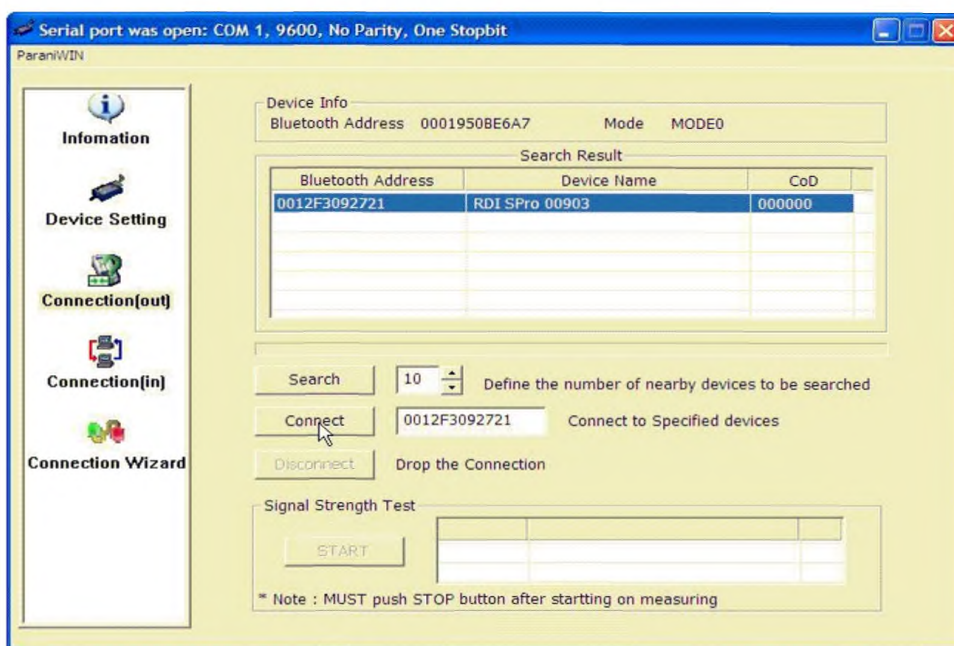 Serial port was open: COM 1, 9600, No Parity, One Stopbit
ParaniWIN
Infomation
Device Setting
Connection(out)
Connection(in)
Connection Wizard
Device Info
Bluetooth Address 0001950BE6A7 Mode MODE0
Search Result
Bluetooth Address Device Name CoD
0012F3092721 RDI SPro 00903 000000
Search 10 Define the number of nearby devices to be searched
Connect 0012F3092721 Connect to Specified devices
Disconnect Drop the Connection
Signal Strength Test
START
* Note : MUST push STOP button after startting on measuring